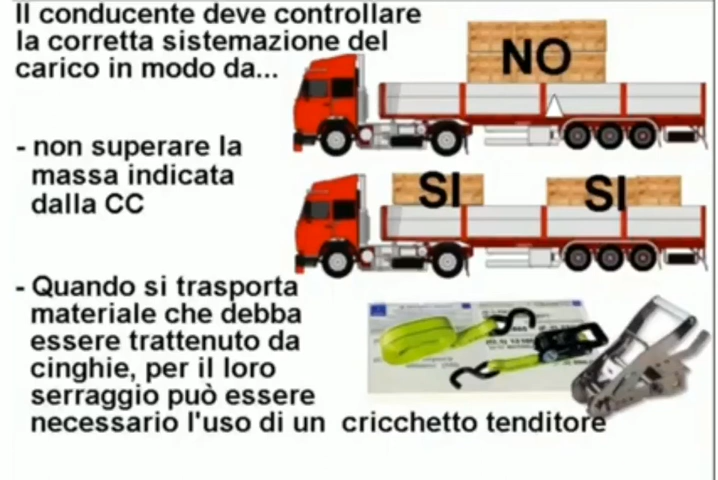 Il conducente deve controllare
la corretta sistemazione del
carico in modo da...
NO
- non superare la
massa indicata
dalla CC
SI SI
- Quando si trasporta
materiale che debba
essere trattenuto da
cinghie, per il loro
serraggio può essere
necessario l'uso di un cricchetto tenditore